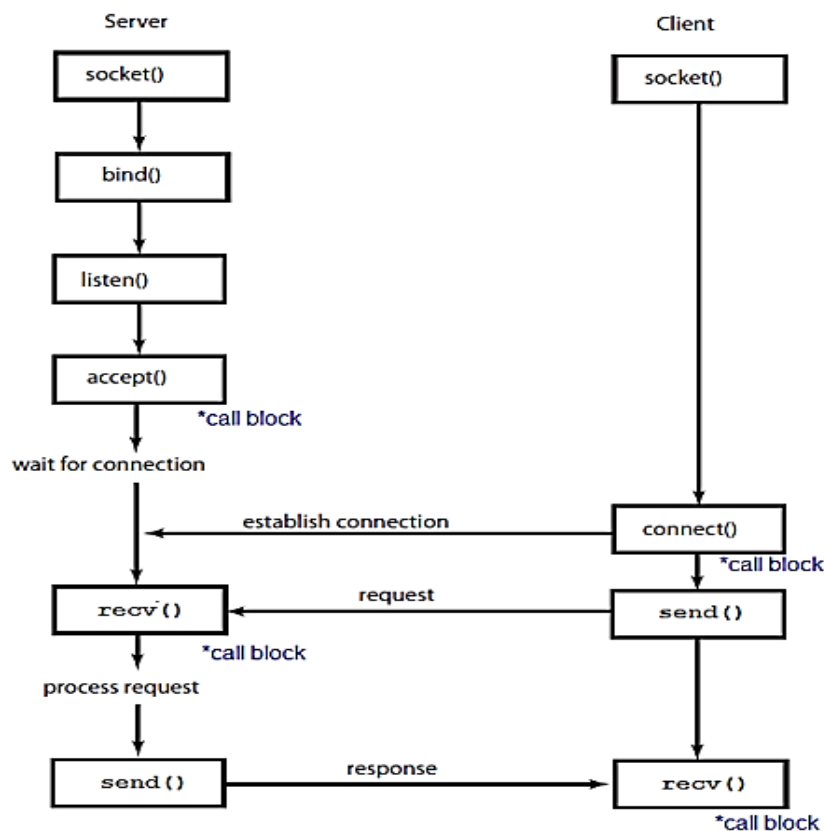 Server
Client
socket()
socket()
bind()
listen()
accept()
*call block
wait for connection
establish connection
connect()
*call block
request
recv()
send()
*call block
process request
response
send()
recv()
*call block